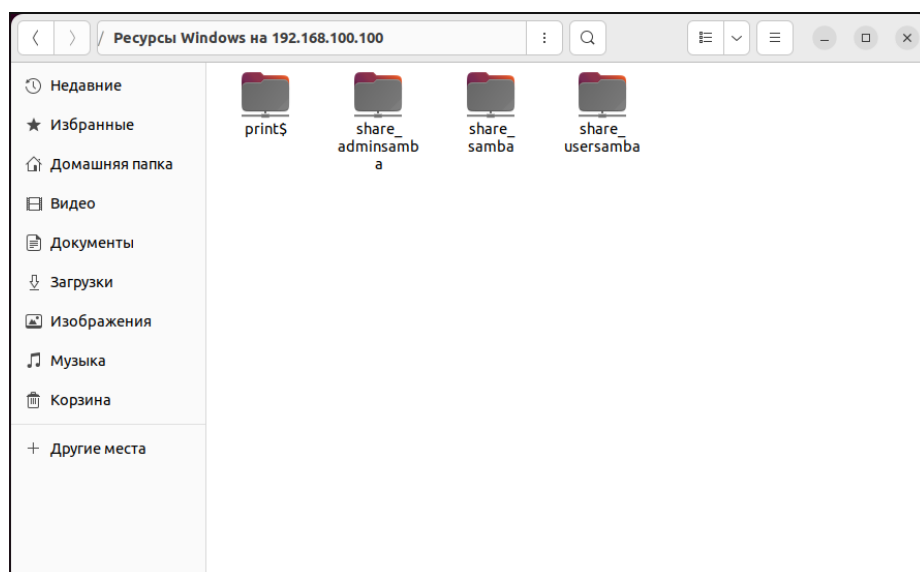 / Ресурсы Windows на 192.168.100.100
Недавние
Избранные
Домашняя папка
Видео
Документы
Загрузки
Изображения
Музыка
Корзина
+ Другие места
print$
share_
adminsamb
a
share_
samba
share_
usersamba